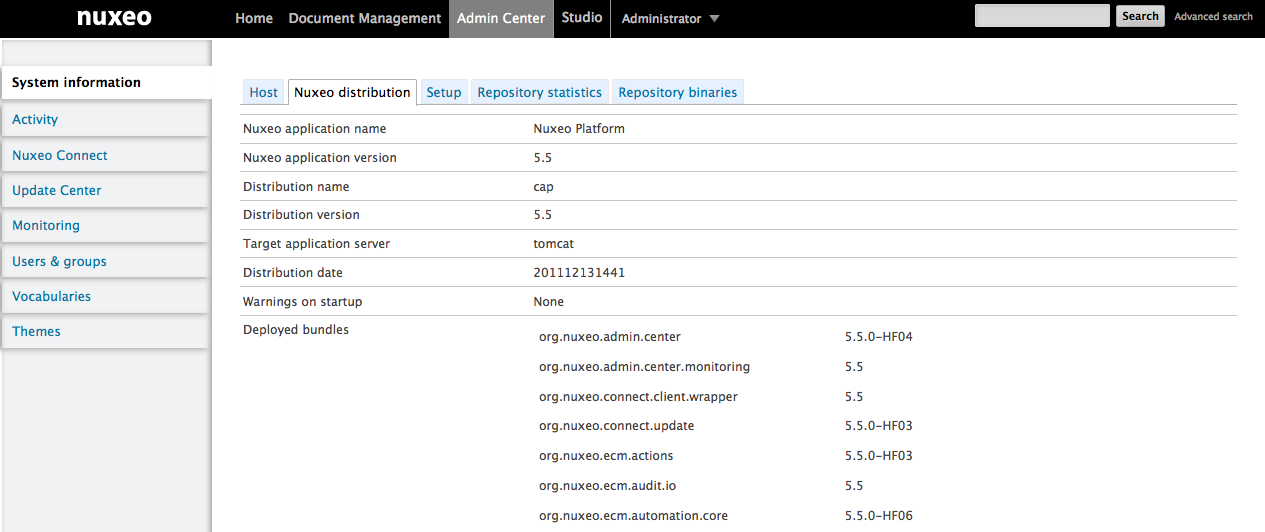 nuxeo Home Document Management Admin Center Studio Administrator Search Advanced search
System information
Activity
Nuxeo Connect
Update Center
Monitoring
Users & groups
Vocabularies
Themes
Host Nuxeo distribution Setup Repository statistics Repository binaries
Nuxeo application name Nuxeo Platform
Nuxeo application version 5.5
Distribution name cap
Distribution version 5.5
Target application server tomcat
Distribution date 201112131441
Warnings on startup None
Deployed bundles
org.nuxeo.admin.center 5.5.0-HF04
org.nuxeo.admin.center.monitoring 5.5
org.nuxeo.connect.client.wrapper 5.5
org.nuxeo.connect.update 5.5.0-HF03
org.nuxeo.ecm.actions 5.5.0-HF03
org.nuxeo.ecm.audit.io 5.5
org.nuxeo.ecm.automation.core 5.5.0-HF06